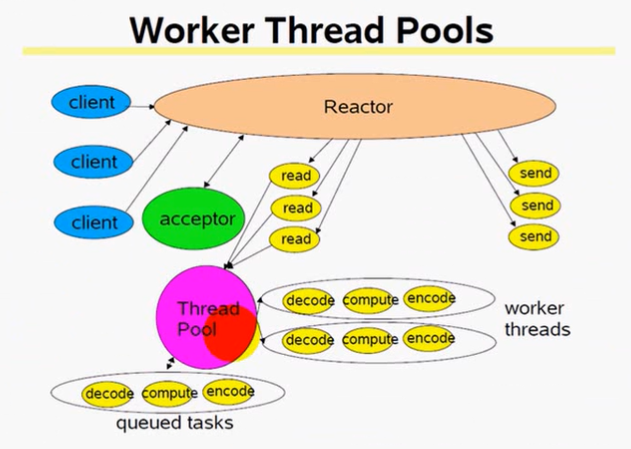 Worker Thread Pools
client
Reactor
client
client
acceptor
read
read
read
send
send
send
Thread
Pool
decode compute encode
decode compute encode
worker
threads
decode compute encode
queued tasks